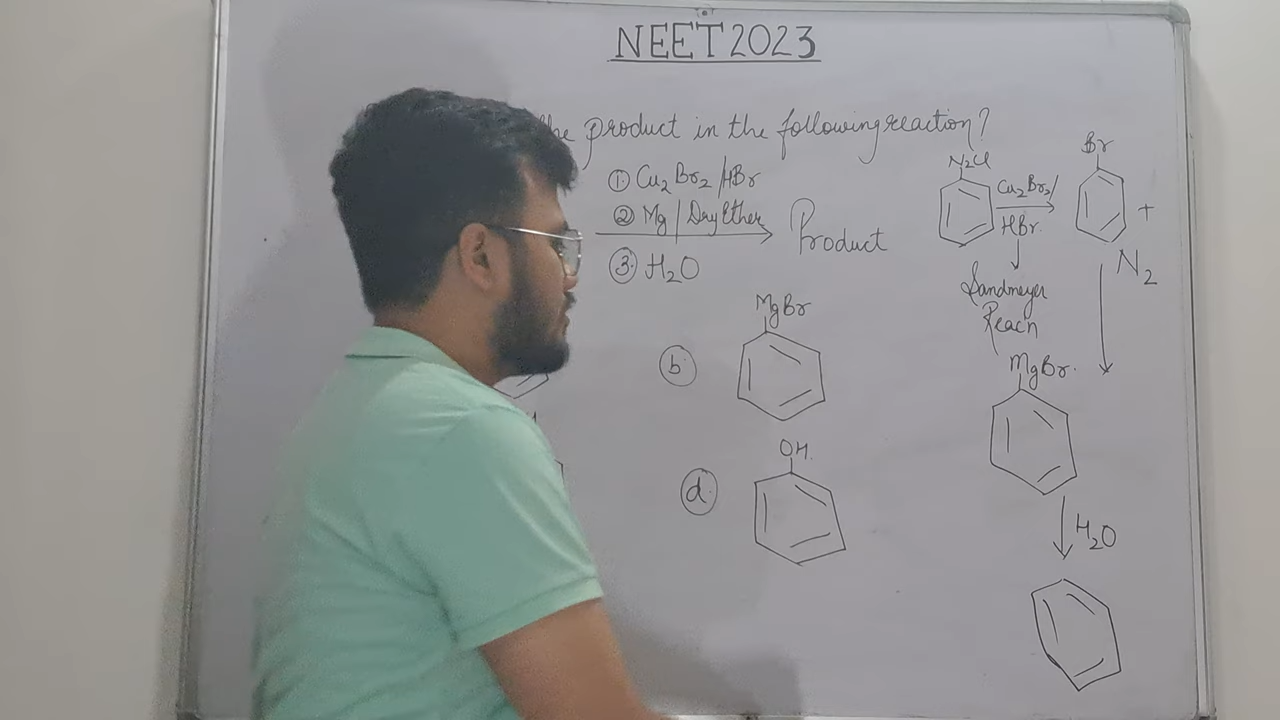 NEET 2023
the product in the following reaction?
① Cu2Br2/HBr
② Mg/Dry Ether
③ H2O
Product
N2Cl
Cu2Br2/
HBr
Br
+
N2
Sandmeyer
Reacn
MgBr
H2O
b
MgBr
d
OH